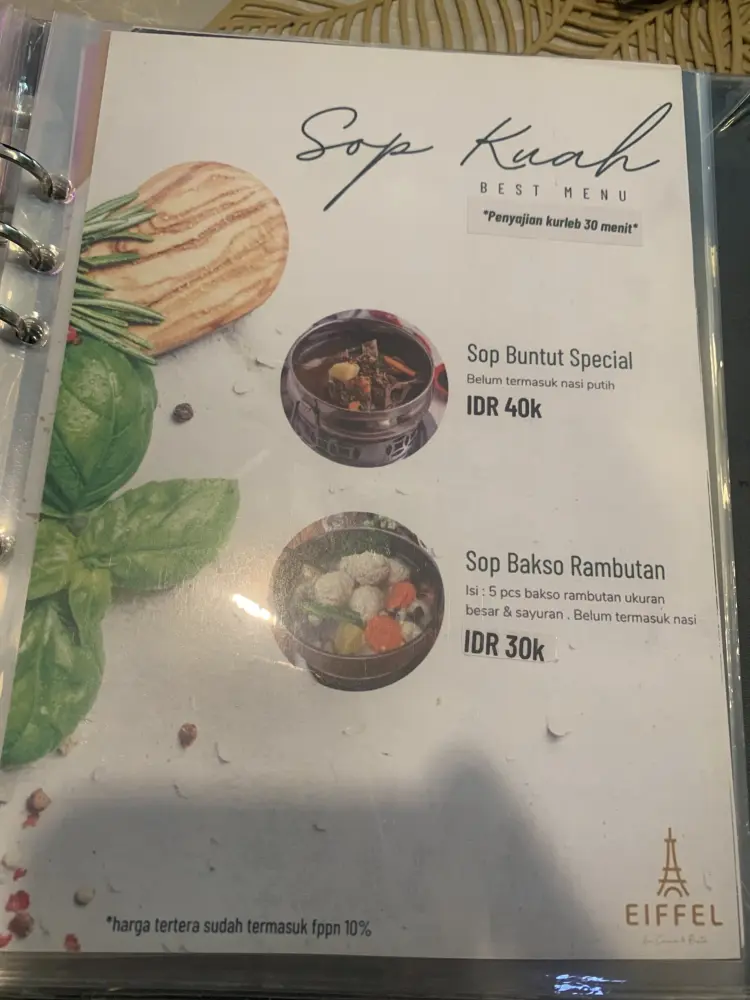 Sop Kuah
BEST MENU
*Penyajian kurleb 30 menit*
Sop Buntut Special
Belum termasuk nasi putih
IDR 40k
Sop Bakso Rambutan
Isi : 5 pcs bakso rambutan ukuran
besar & sayuran . Belum termasuk nasi
IDR 30k
*harga tertera sudah termasuk fppn 10%
EIFFEL